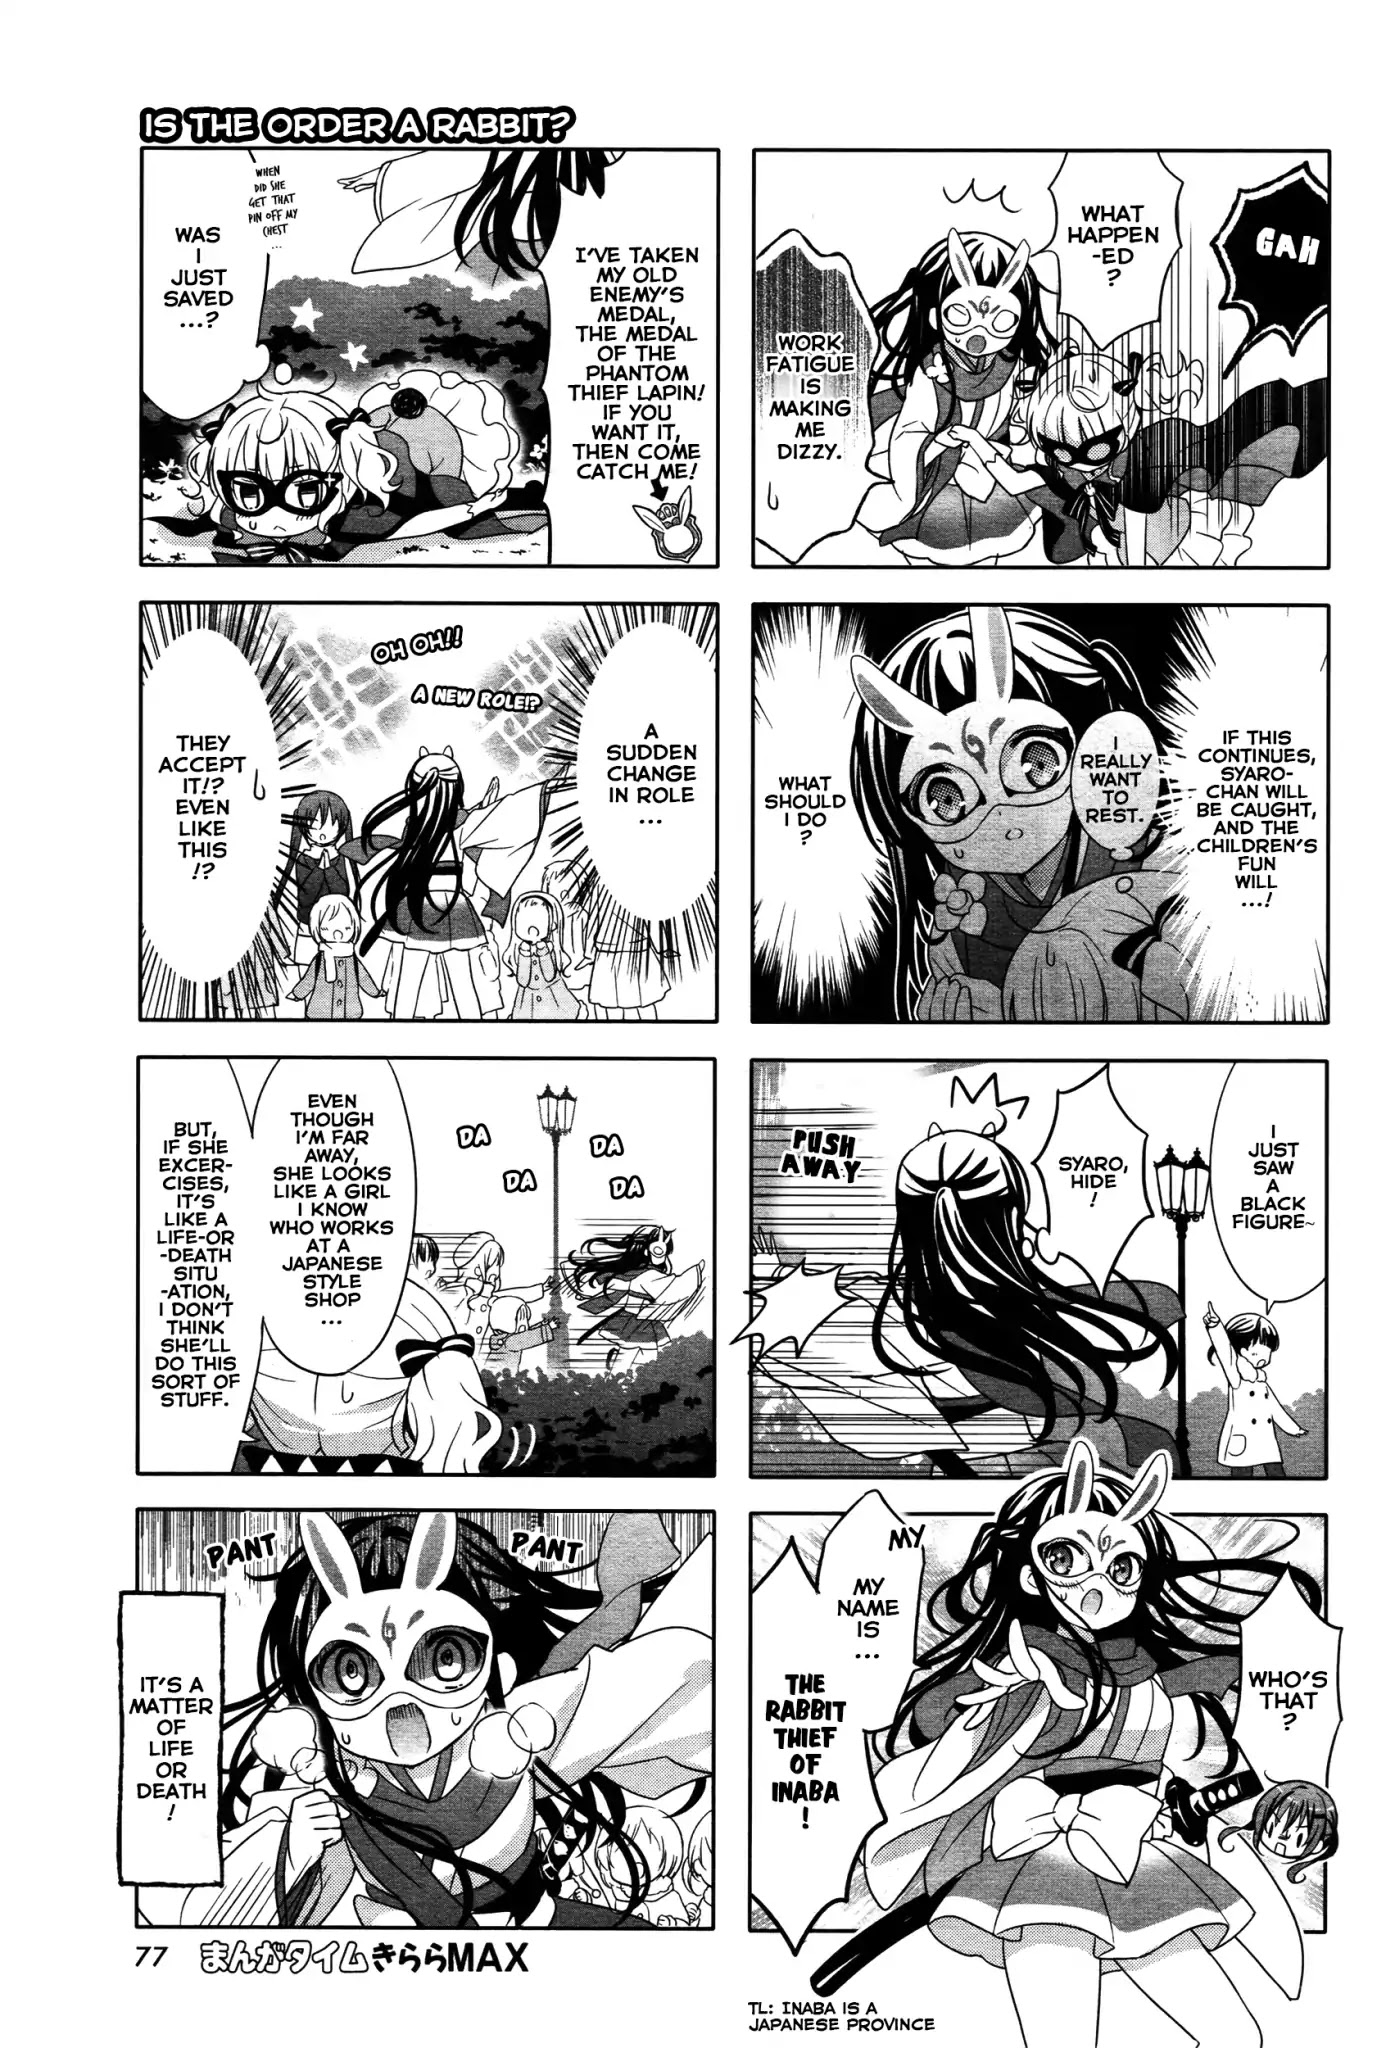 IS THE ORDER A RABBIT?
GAH
WHAT
HAPPEN
-ED
?
WORK
FATIGUE
IS
MAKING
ME
DIZZY.
IF THIS
CONTINUES,
SYARO-
CHAN WILL
BE CAUGHT,
AND THE
CHILDREN'S
FUN
WILL
...!
I
REALLY
WANT
TO
REST.
WHAT
SHOULD
I DO
?
I
JUST
SAW
A
BLACK
FIGURE~
SYARO,
HIDE
!
PUSH
AWAY
WHO'S
THAT
?
MY
MY
NAME
IS
...
THE
RABBIT
THIEF
OF
INABA
!
TL: INABA IS A
JAPANESE PROVINCE
I'VE TAKEN
MY OLD
ENEMY'S
MEDAL,
THE MEDAL
OF THE
PHANTOM
THIEF LAPIN!
IF YOU
WANT IT,
THEN COME
CATCH ME!
WHEN
DID SHE
GET THAT
PIN OFF MY
CHEST
...
WAS
I
JUST
SAVED
...?
A
SUDDEN
CHANGE
IN ROLE
...
OH OH!!
A NEW ROLE!?
THEY
ACCEPT
IT!?
EVEN
LIKE
THIS
!?
DA
DA
DA
DA
EVEN
THOUGH
I'M FAR
AWAY,
SHE LOOKS
LIKE A GIRL
I KNOW
WHO WORKS
AT A
JAPANESE
STYLE
SHOP
...
BUT,
IF SHE
EXCER-
CISES,
IT'S
LIKE A
LIFE-OR
-DEATH
SITU
-ATION,
I DON'T
THINK
SHE'LL
DO THIS
SORT OF
STUFF.
PANT
PANT
IT'S A
MATTER
OF
LIFE
OR
DEATH
!
77 まんがタイムきららMAX